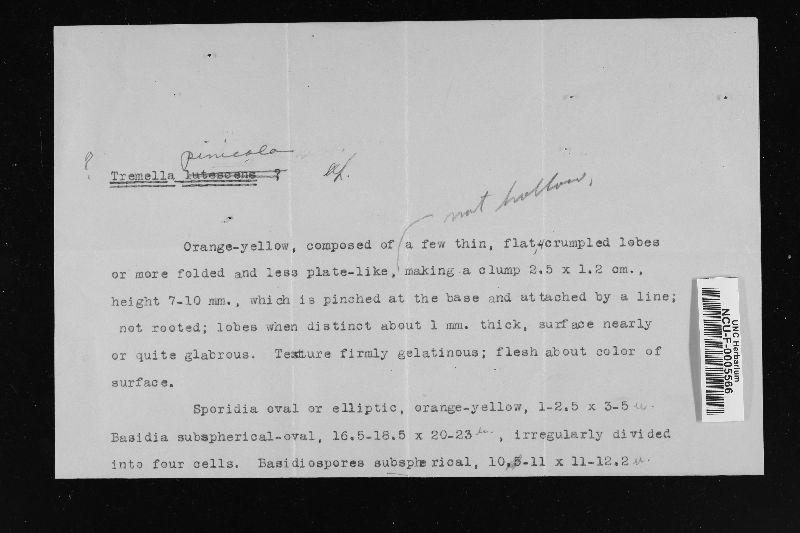 pinicola
? Tremella lutescens ?
not hollow.
Orange-yellow, composed of a few thin, flat, crumpled lobes
or more folded and less plate-like, making a clump 2.5 x 1.2 cm.,
height 7-10 mm., which is pinched at the base and attached by a line;
not rooted; lobes when distinct about 1 mm. thick, surface nearly
or quite glabrous. Texture firmly gelatinous; flesh about color of
surface.
Sporidia oval or elliptic, orange-yellow, 1-2.5 x 3-5 u.
Basidia subspherical-oval, 16.5-18.5 x 20-23 u., irregularly divided
into four cells. Basidiospores subspherical, 10.5-11 x 11-12.2 u.
UNC Herbarium
NCU-F-0005566